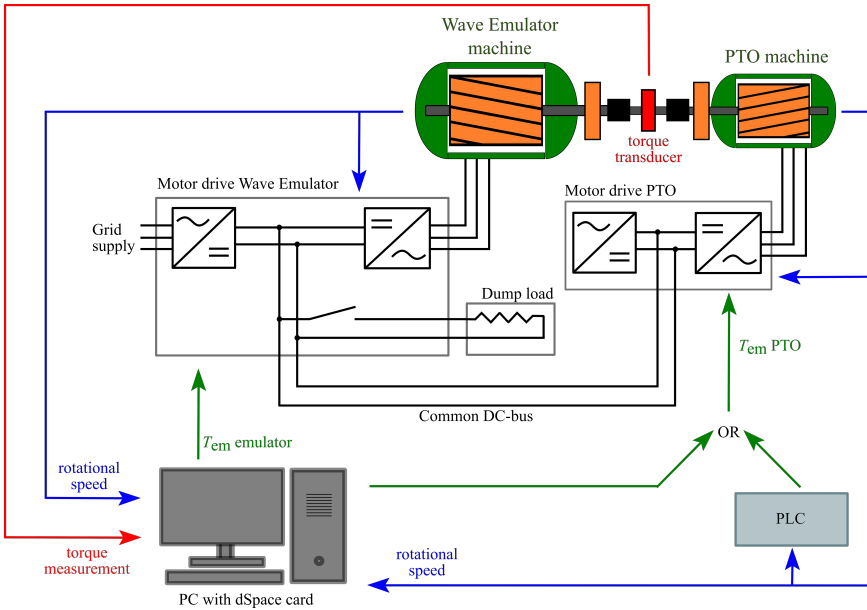 Wave Emulator
machine
PTO machine
torque
transducer
Motor drive Wave Emulator
Motor drive PTO
Grid
supply
Dump load
Tem PTO
Common DC-bus
Tem emulator
OR
rotational
speed
PLC
torque
measurement
rotational
speed
PC with dSpace card